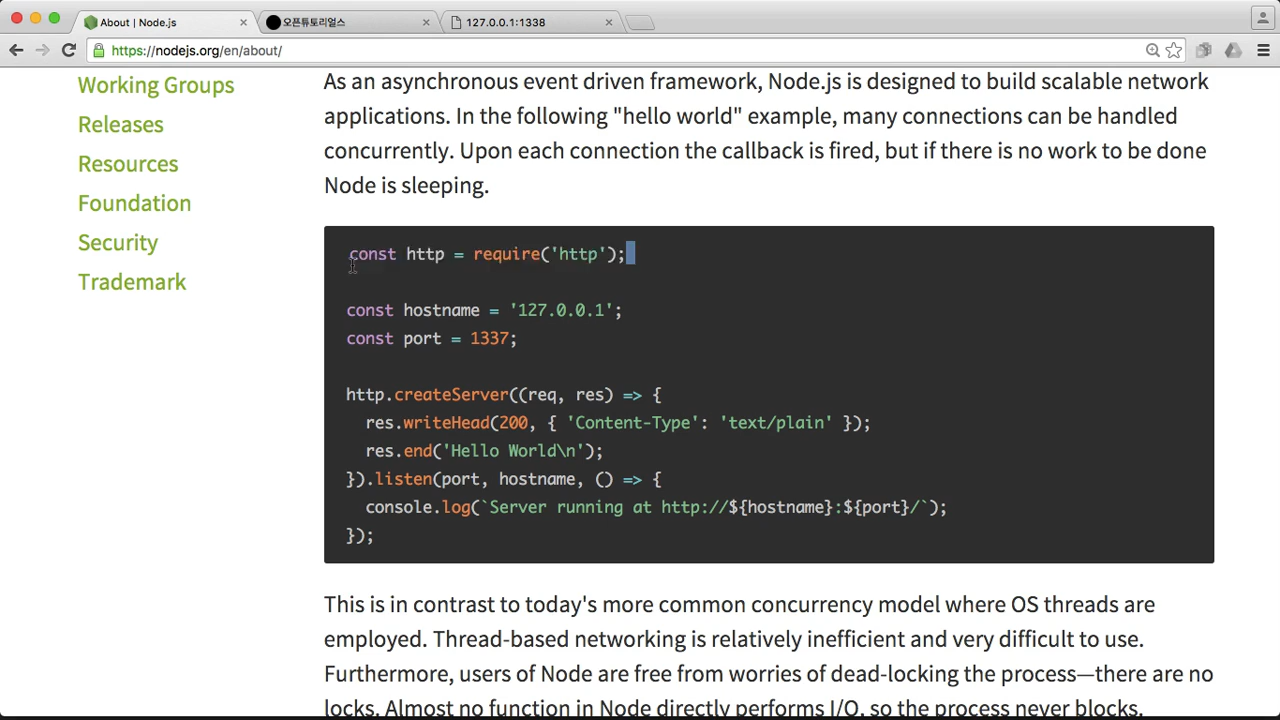 About | Node.js
오픈튜토리얼스
127.0.0.1:1338
https://nodejs.org/en/about/
Working Groups
Releases
Resources
Foundation
Security
Trademark
As an asynchronous event driven framework, Node.js is designed to build scalable network
applications. In the following "hello world" example, many connections can be handled
concurrently. Upon each connection the callback is fired, but if there is no work to be done
Node is sleeping.
const http = require('http');
const hostname = '127.0.0.1';
const port = 1337;
http.createServer((req, res) => {
  res.writeHead(200, { 'Content-Type': 'text/plain' });
  res.end('Hello World\n');
}).listen(port, hostname, () => {
  console.log(`Server running at http://${hostname}:${port}/`);
});
This is in contrast to today's more common concurrency model where OS threads are
employed. Thread-based networking is relatively inefficient and very difficult to use.
Furthermore, users of Node are free from worries of dead-locking the process—there are no
locks. Almost no function in Node directly performs I/O, so the process never blocks.